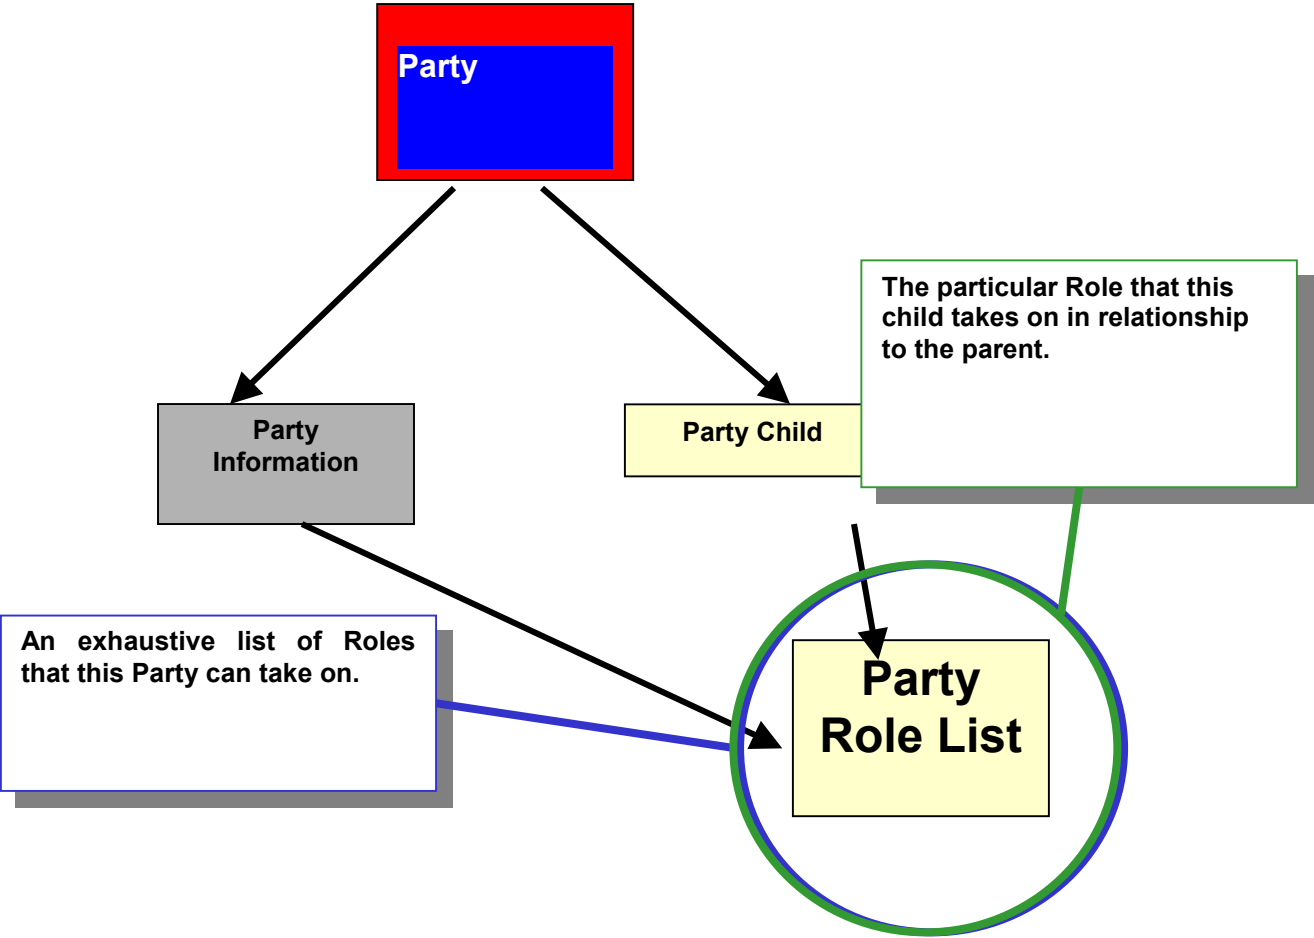 Party
The particular Role that this
child takes on in relationship
to the parent.
Party
Information
Party Child
An exhaustive list of Roles
that this Party can take on.
Party
Role List